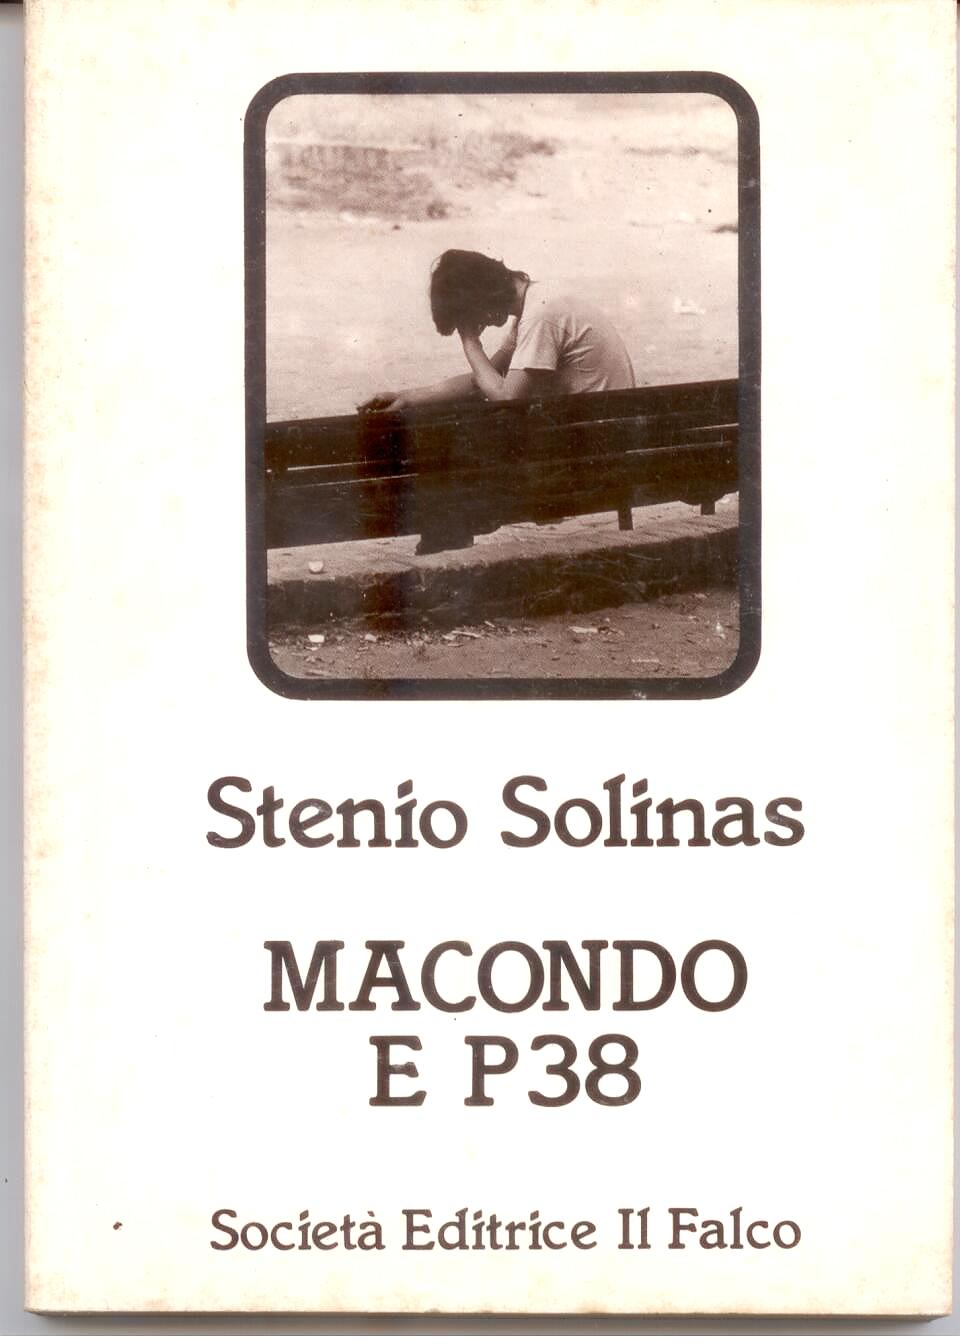 Stenio Solinas
MACONDO
E P38
Società Editrice Il Falco